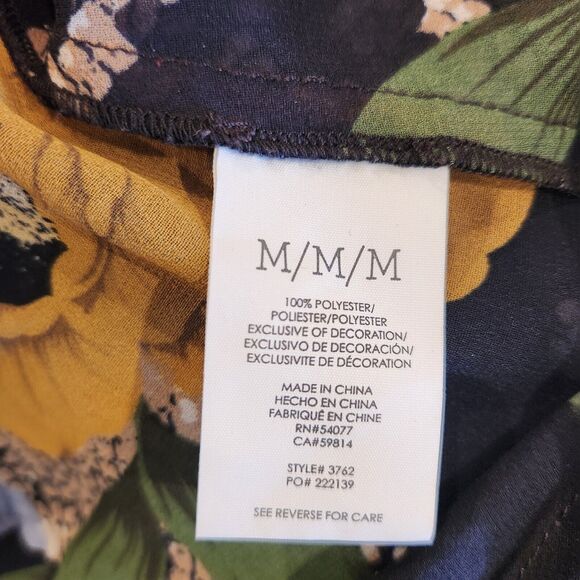 M/M/M
100% POLYESTER/
POLIESTER/POLYESTER
EXCLUSIVE OF DECORATION/
EXCLUSIVO DE DECORACIÓN/
EXCLUSIVITE DE DÉCORATION
MADE IN CHINA
HECHO EN CHINA
FABRIQUÉ EN CHINE
RN#54077
CA#59814
STYLE# 3762
PO# 222139
SEE REVERSE FOR CARE